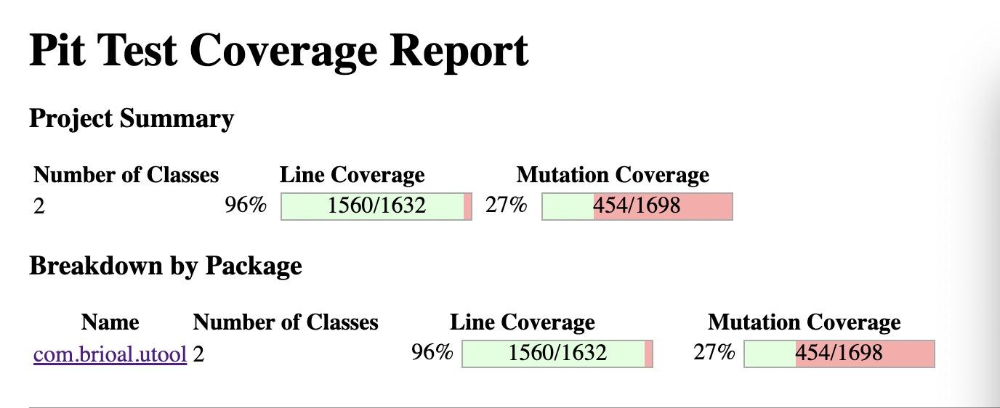 Pit Test Coverage Report
Project Summary
Number of Classes Line Coverage Mutation Coverage
2 96% 1560/1632 27% 454/1698
Breakdown by Package
Name Number of Classes Line Coverage Mutation Coverage
com.brioal.utool 2 96% 1560/1632 27% 454/1698